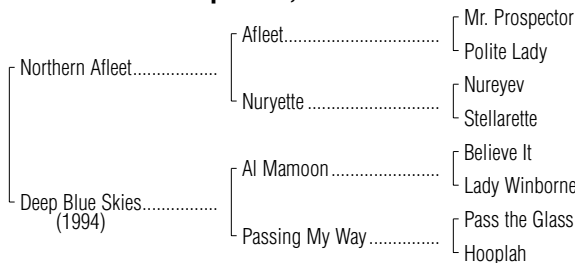 Mr. Prospector
Afleet
Polite Lady
Northern Afleet
Nureyev
Nuryette
Stellarette
Believe It
Al Mamoon
Lady Winborne
Deep Blue Skies
(1994)
Pass the Glass
Passing My Way
Hooplah